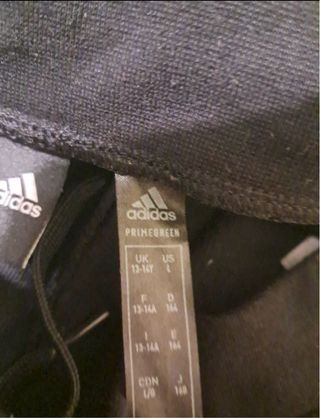 adidas
adidas
PRIMEGREEN
UK US
13-14Y L
F D
13-14A 164
I E
13-14A 164
CDN J
L/G 160